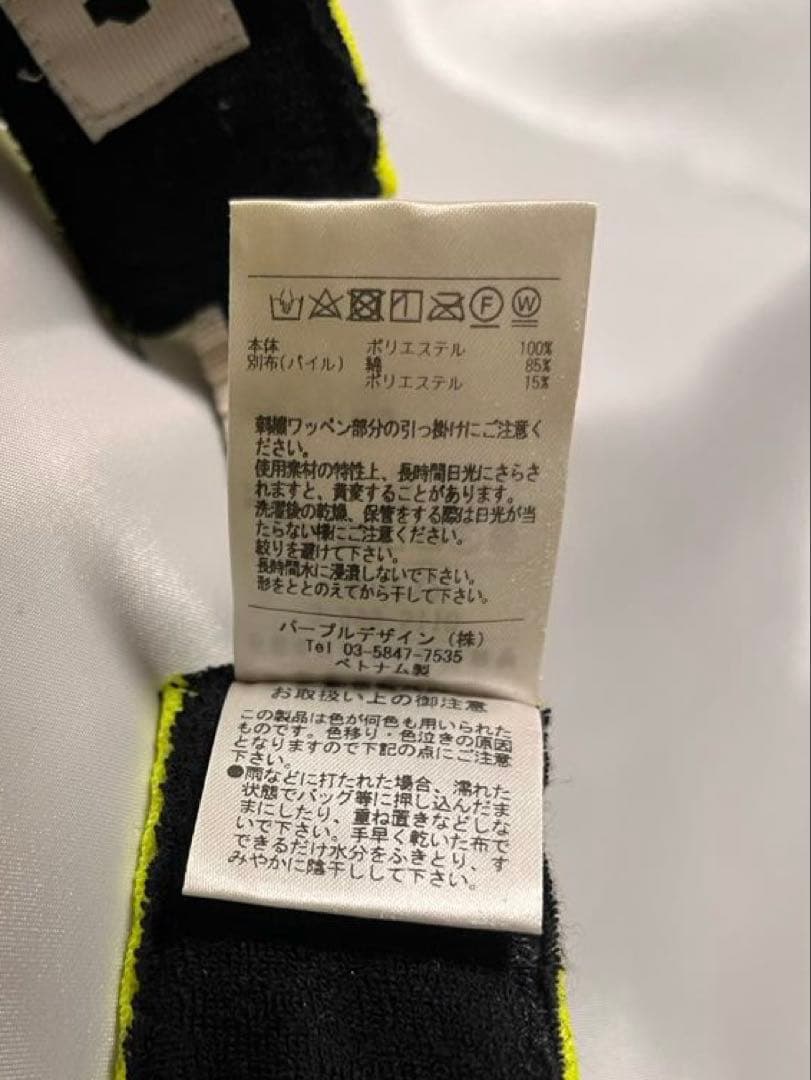 F W
本体 ポリエステル 100%
別布(パイル) 綿 85%
ポリエステル 15%
刺繍ワッペン部分の引っ掛けにご注意く
ださい。
使用素材の特性上、長時間日光にさらさ
れますと、黄変することがあります。
洗濯後の乾燥、保管をする際は日光が当
たらない様にご注意ください。
絞りを避けて下さい。
長時間水に浸漬しないで下さい。
形をととのえてから干して下さい。
パープルデザイン(株)
Tel 03-5847-7535
ベトナム製
お取扱い上の御注意
この製品は色が何色も用いられた
ものです。色移り・色泣きの原因
となりますので下記の点にご注意
下さい。
●雨などに打たれた場合、濡れた
状態でバッグ等に押し込んだま
まにしたり、重ね置きなどしな
いで下さい。手早く乾いた布で
できるだけ水分をふきとり、す
みやかに陰干しして下さい。